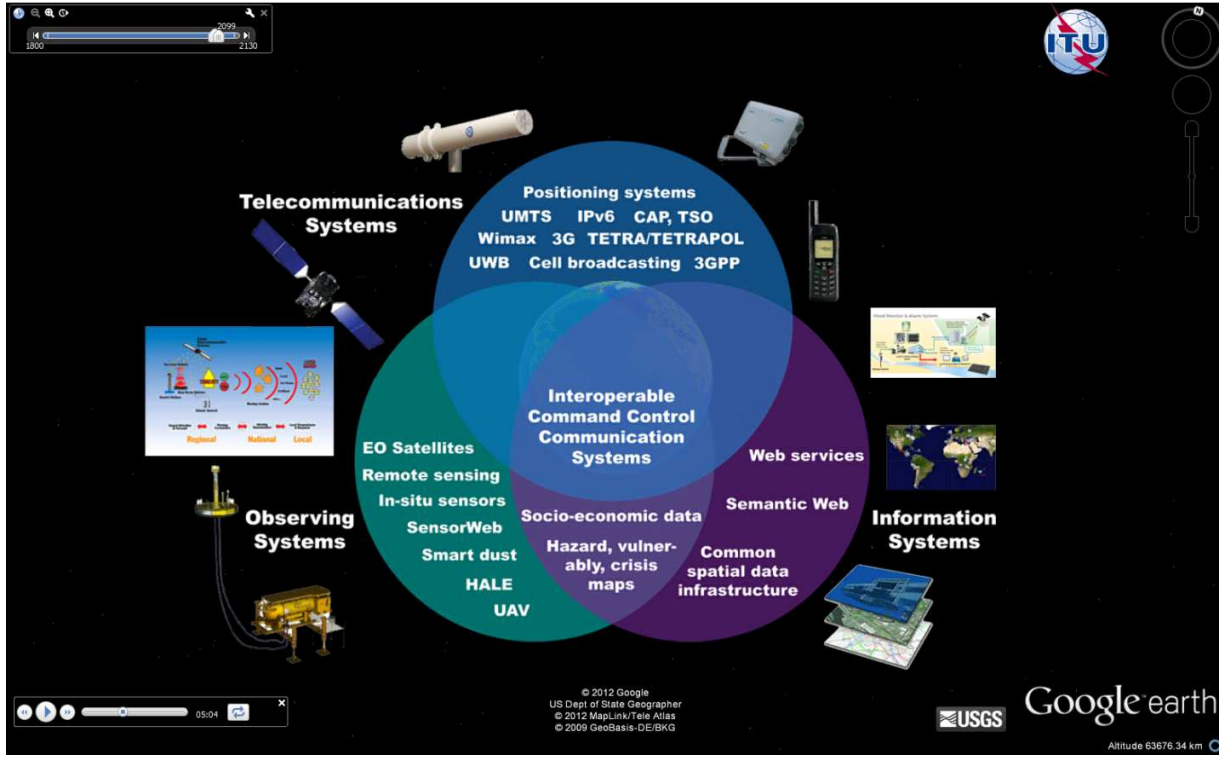 2099
1800
2130
ITU
N
Telecommunications
Systems
Positioning systems
UMTS IPv6 CAP, TSO
Wimax 3G TETRA/TETRAPOL
UWB Cell broadcasting 3GPP
Interoperable
Command Control
Communication
Systems
EO Satellites
Remote sensing
In-situ sensors
SensorWeb
Smart dust
HALE
UAV
Socio-economic data
Hazard, vulner-
ably, crisis
maps
Web services
Semantic Web
Common
spatial data
infrastructure
Regional
National
Local
Observing
Systems
Information
Systems
05:04
© 2012 Google
US Dept of State Geographer
© 2012 MapLink/Tele Atlas
© 2009 GeoBasis-DE/BKG
USGS
Google earth
Altitude 63676.34 km